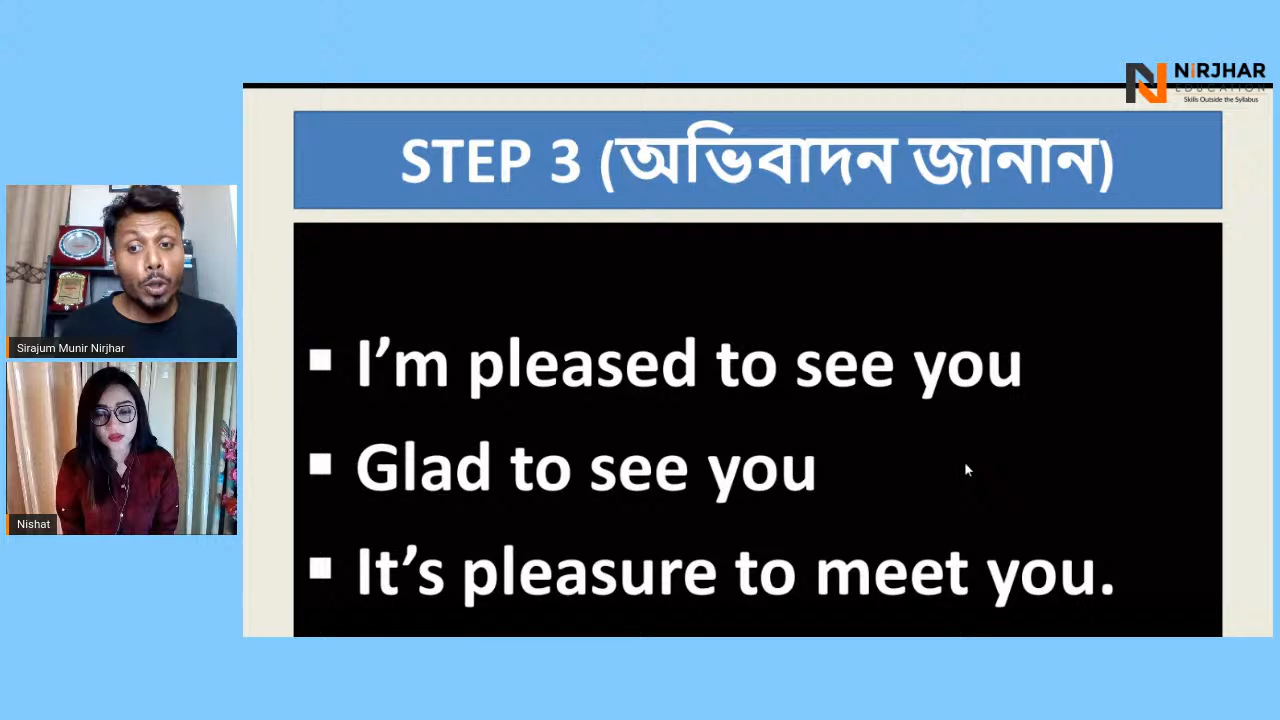 NiRJHAR
EDUCATION
Skills Outside the Syllabus
STEP 3 (অভিবাদন জানান)
▪ I’m pleased to see you
▪ Glad to see you
▪ It’s pleasure to meet you.
Sirajum Munir Nirjhar
Nishat